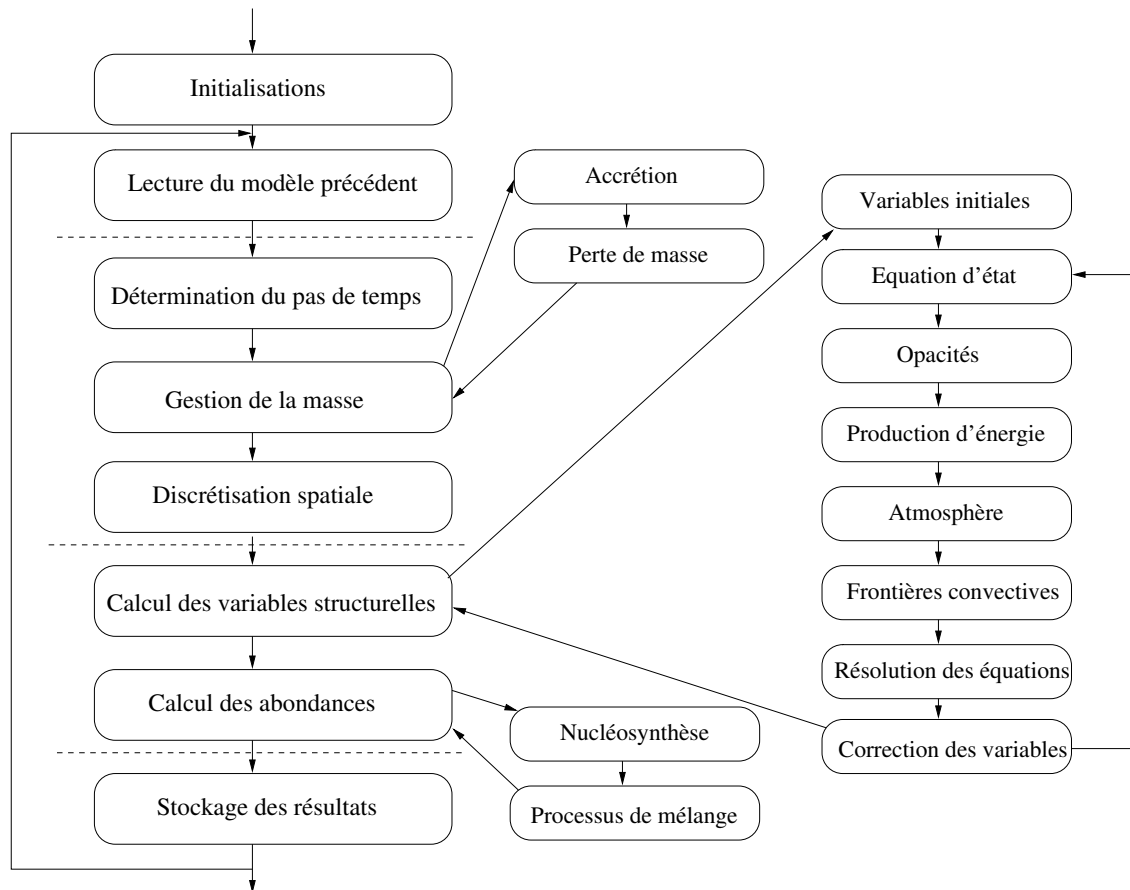 Initialisations
Lecture du modèle précédent
Détermination du pas de temps
Gestion de la masse
Discrétisation spatiale
Calcul des variables structurelles
Calcul des abondances
Stockage des résultats
Accrétion
Perte de masse
Nucléosynthèse
Processus de mélange
Variables initiales
Equation d'état
Opacités
Production d'énergie
Atmosphère
Frontières convectives
Résolution des équations
Correction des variables